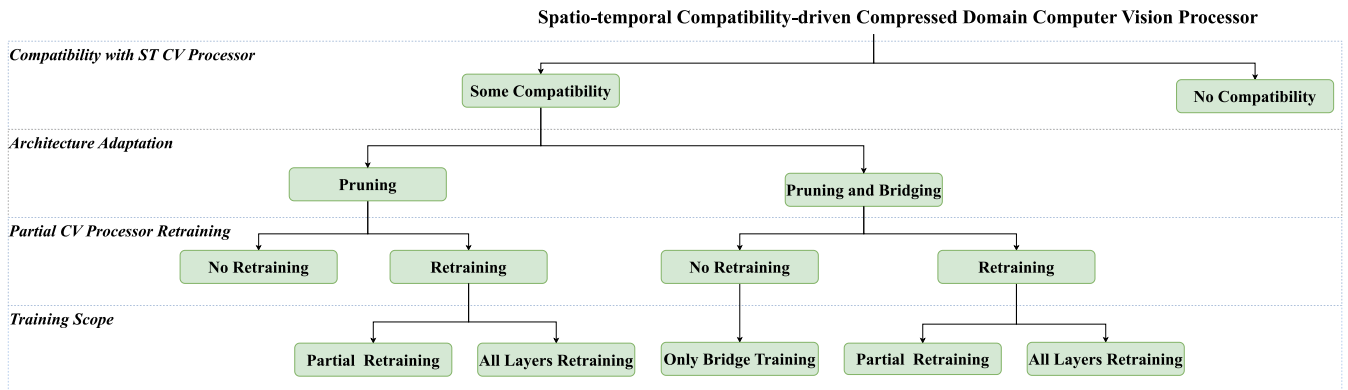 Spatio-temporal Compatibility-driven Compressed Domain Computer Vision Processor
Compatibility with ST CV Processor
Some Compatibility
No Compatibility
Architecture Adaptation
Pruning
Pruning and Bridging
Partial CV Processor Retraining
No Retraining
Retraining
No Retraining
Retraining
Training Scope
Partial Retraining
All Layers Retraining
Only Bridge Training
Partial Retraining
All Layers Retraining